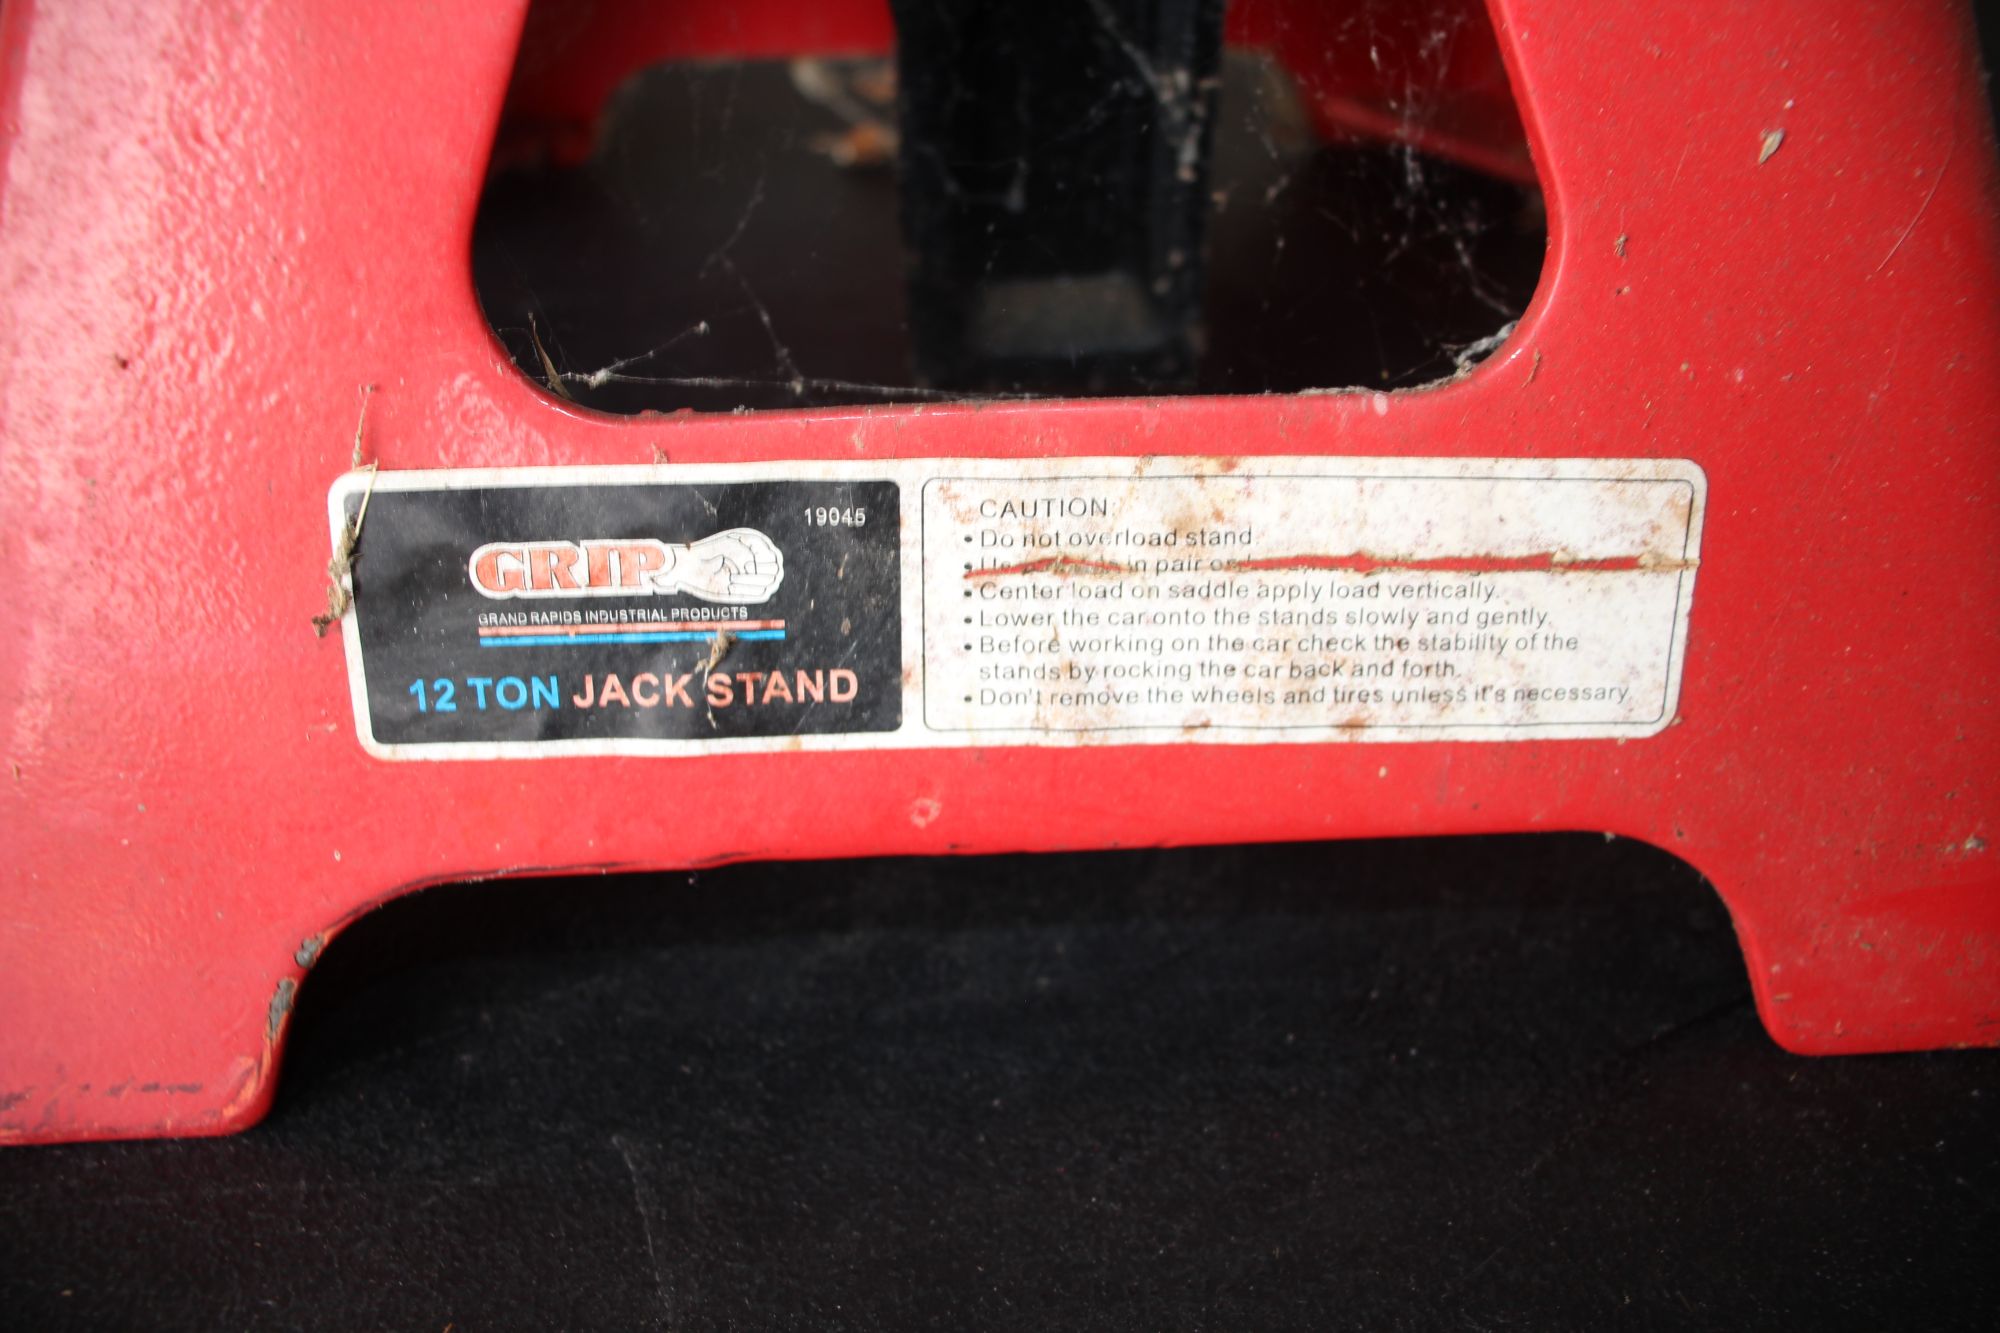 19045
GRIP
GRAND RAPIDS INDUSTRIAL PRODUCTS
12 TON JACK STAND
CAUTION:
• Do not overload stand.
• in pair
• Center load on saddle apply load vertically.
• Lower the car onto the stands slowly and gently.
• Before working on the car check the stability of the
stands by rocking the car back and forth.
• Don't remove the wheels and tires unless it's necessary.